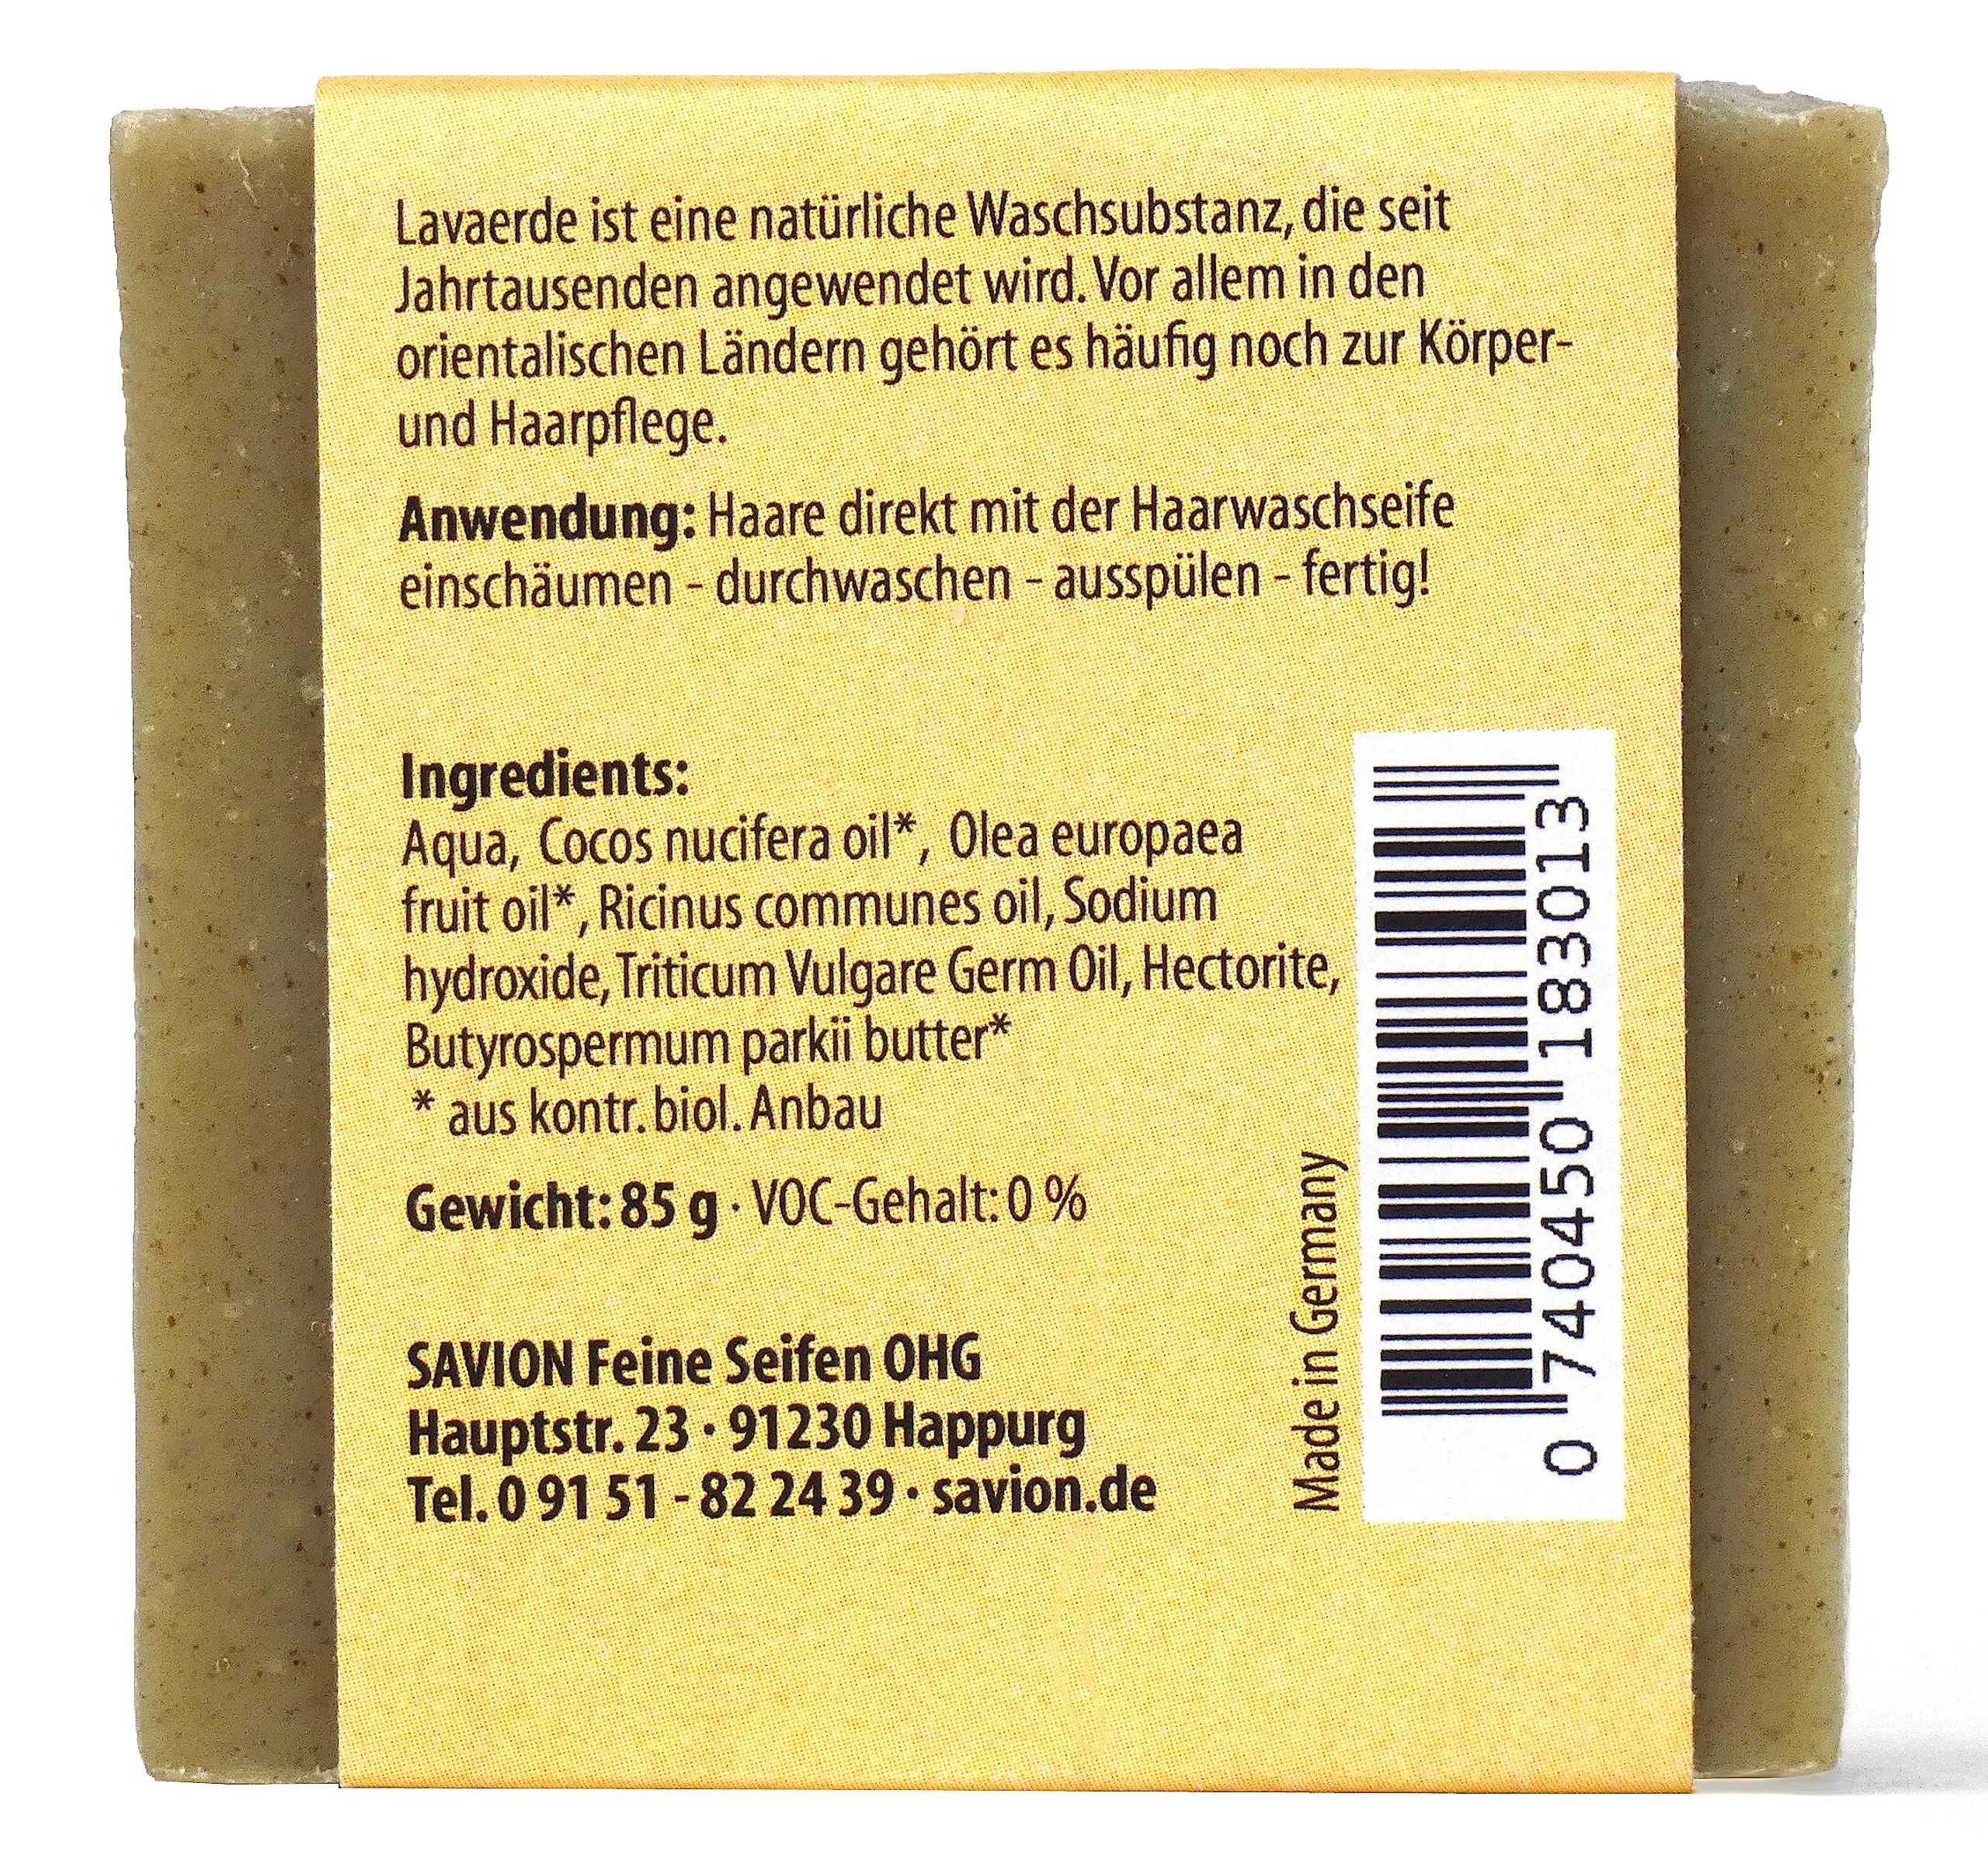 Lavaerde ist eine natürliche Waschsubstanz, die seit
Jahrtausenden angewendet wird. Vor allem in den
orientalischen Ländern gehört es häufig noch zur Körper-
und Haarpflege.
Anwendung: Haare direkt mit der Haarwaschseife
einschäumen - durchwaschen - ausspülen - fertig!
Ingredients:
Aqua, Cocos nucifera oil*, Olea europaea
fruit oil*, Ricinus communes oil, Sodium
hydroxide, Triticum Vulgare Germ Oil, Hectorite,
Butyrospermum parkii butter*
* aus kontr. biol. Anbau
Gewicht: 85 g · VOC-Gehalt: 0 %
SAVION Feine Seifen OHG
Hauptstr. 23 · 91230 Happurg
Tel. 0 91 51 - 82 24 39 · savion.de
Made in Germany
0 740450 183013